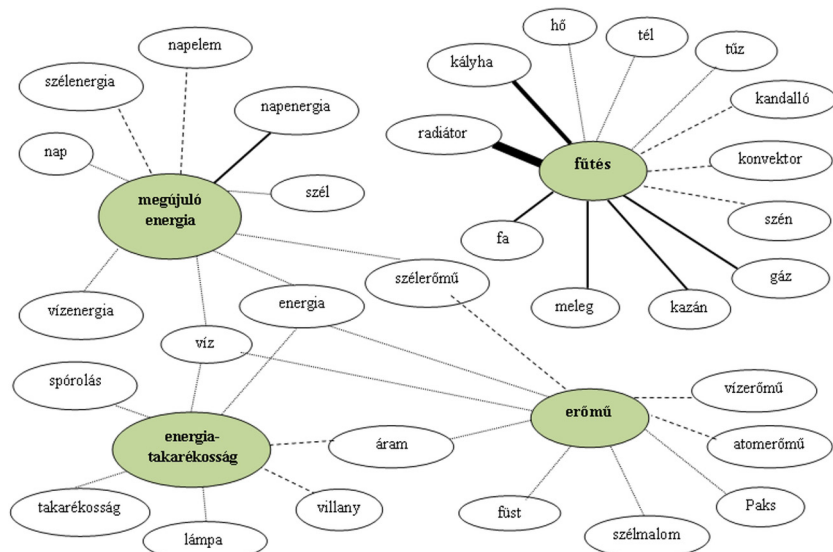 napelem
szélenergia
napenergia
nap
megújuló
energia
szél
vízenergia
energia
szélerőmű
víz
hő
tél
tűz
kályha
kandalló
radiátor
fűtés
konvektor
szén
fa
gáz
meleg
kazán
spórolás
energia-
takarékosság
áram
takarékosság
lámpa
villany
erőmű
vízerőmű
atomerőmű
Paks
füst
szélmalom